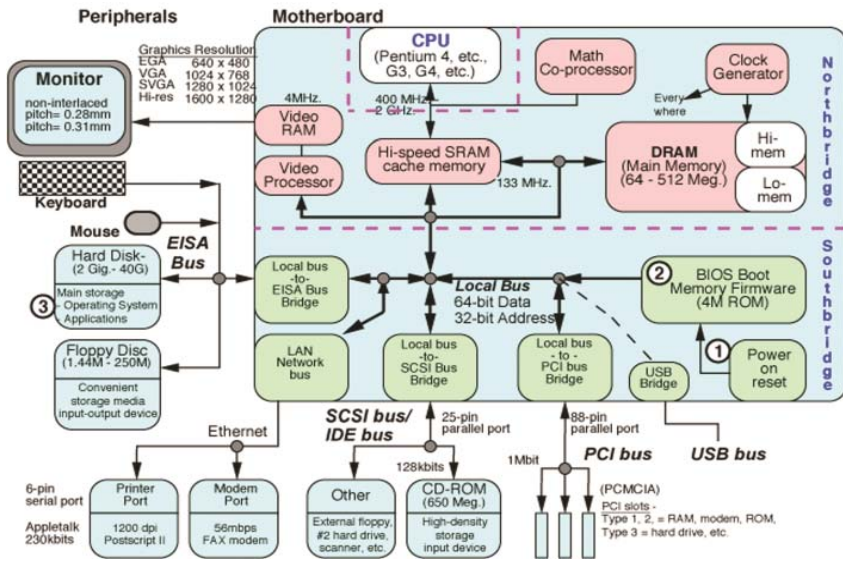 Peripherals
Motherboard
Graphics Resolution
EGA 640 x 480
VGA 1024 x 768
SVGA 1280 x 1024
Hi-res 1600 x 1280
Monitor
non-interlaced
pitch= 0.28mm
pitch= 0.31mm
Keyboard
Mouse
EISA
Bus
Hard Disk-
(2 Gig.- 40G)
3
Main storage
- Operating System
- Applications
Floppy Disc
(1.44M - 250M)
Convenient
storage media
input-output device
CPU
(Pentium 4, etc.,
G3, G4, etc.)
Math
Co-processor
Clock
Generator
Every
where
Northbridge
4MHz.
Video
RAM
Video
Processor
400 MHz -
2 GHz.
Hi-speed SRAM
cache memory
133 MHz.
DRAM
(Main Memory)
(64 - 512 Meg.)
Hi-
mem
Lo-
mem
Southbridge
Local bus
-to-
EISA Bus
Bridge
Local Bus
64-bit Data
32-bit Address
2
BIOS Boot
Memory Firmware
(4M ROM)
LAN
Network
bus
Local bus
-to-
SCSI Bus
Bridge
Local bus
- to -
PCI bus
Bridge
USB
Bridge
1
Power
on
reset
Ethernet
SCSI bus/
IDE bus
25-pin
parallel port
88-pin
parallel port
PCI bus
USB bus
128kbits
1Mbit
6-pin
serial port
Appletalk
230kbits
Printer
Port
1200 dpi
Postscript II
Modem
Port
56mbps
FAX modem
Other
External floppy,
#2 hard drive,
scanner, etc.
CD-ROM
(650 Meg.)
High-density
storage
input device
(PCMCIA)
PCI slots -
Type 1, 2, = RAM, modem, ROM,
Type 3 = hard drive, etc.